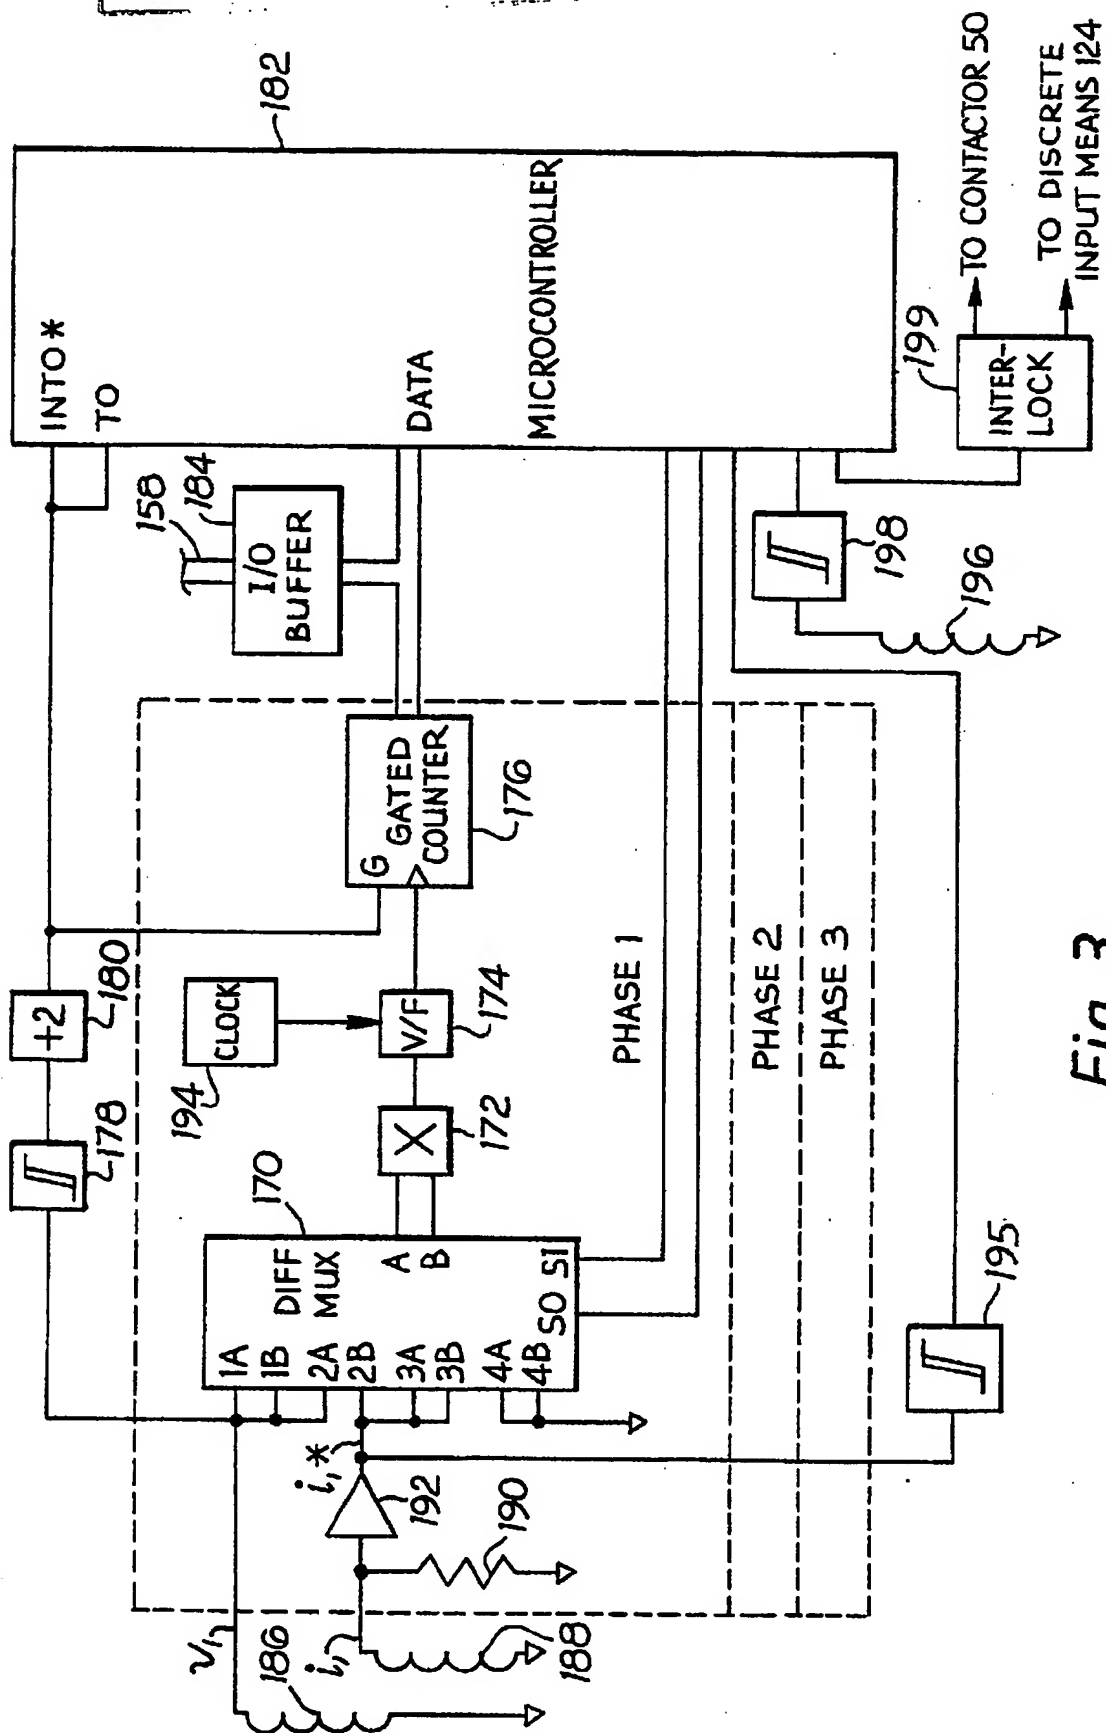 182
INTO*
TO
DATA
MICROCONTROLLER
158
184
I/O
BUFFER
198
196
199
INTER-
LOCK
TO CONTACTOR 50
TO DISCRETE
INPUT MEANS 124
178
+2
180
194
CLOCK
G
GATED
COUNTER
176
V/F
174
X
172
170
DIFF
MUX
A
B
1A
1B
2A
2B
3A
3B
4A
4B
SO
SI
PHASE 1
PHASE 2
PHASE 3
195
v1
186
i1
188
i1*
192
190
Fig. 3